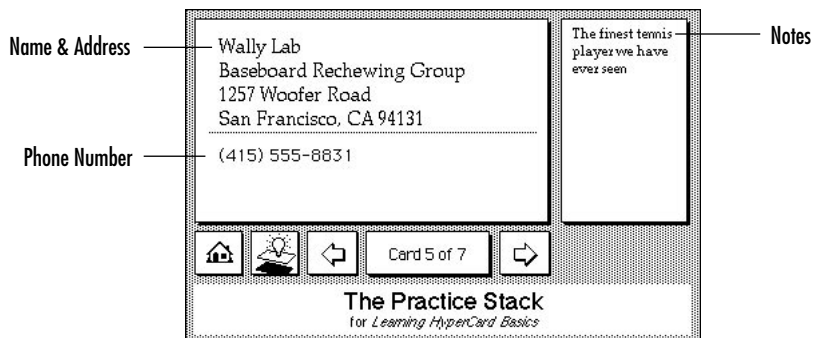 Name & Address
Wally Lab
Baseboard Rechewing Group
1257 Woofer Road
San Francisco, CA 94131
Phone Number
(415) 555-8831
The finest tennis
player we have
ever seen
Notes
Card 5 of 7
The Practice Stack
for Learning HyperCard Basics